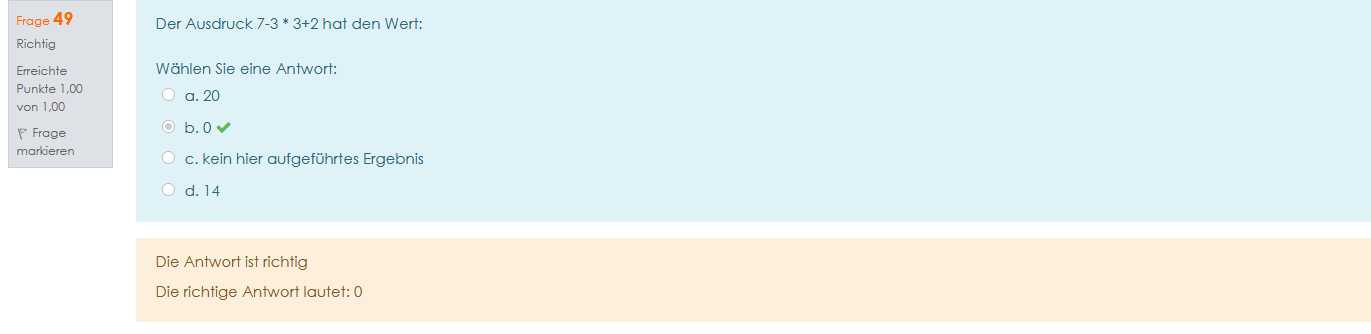 Frage 49
Richtig
Erreichte
Punkte 1,00
von 1,00
Frage
markieren
Der Ausdruck 7-3 * 3+2 hat den Wert:
Wählen Sie eine Antwort:
a. 20
b. 0
c. kein hier aufgeführtes Ergebnis
d. 14
Die Antwort ist richtig
Die richtige Antwort lautet: 0